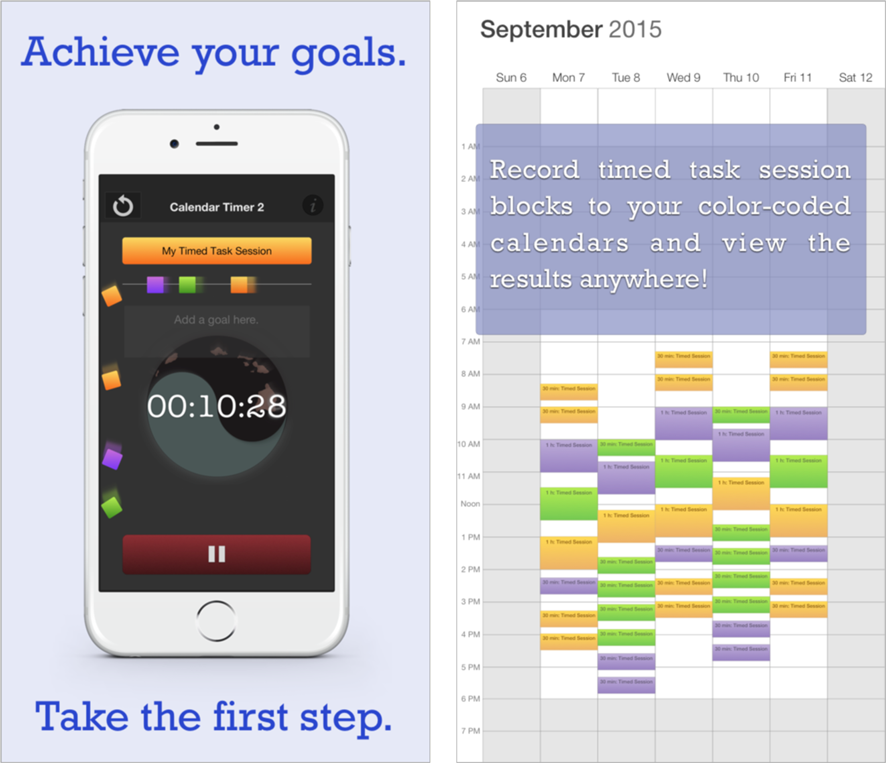 Achieve your goals.
Calendar Timer 2
i
My Timed Task Session
Add a goal here.
00:10:28
Take the first step.
September 2015
Sun 6 Mon 7 Tue 8 Wed 9 Thu 10 Fri 11 Sat 12
Record timed task session
blocks to your color-coded
calendars and view the
results anywhere!
1 AM
2 AM
3 AM
4 AM
5 AM
6 AM
7 AM
30 min: Timed Session 30 min: Timed Session
8 AM
30 min: Timed Session 30 min: Timed Session
30 min: Timed Session
9 AM
30 min: Timed Session 1 h: Timed Session 30 min: Timed Session 1 h: Timed Session
1 h: Timed Session
10 AM
1 h: Timed Session 30 min: Timed Session
1 h: Timed Session 1 h: Timed Session
1 h: Timed Session
11 AM
1 h: Timed Session
1 h: Timed Session
Noon
1 h: Timed Session 1 h: Timed Session
1 h: Timed Session
30 min: Timed Session
1 PM
1 h: Timed Session
30 min: Timed Session 30 min: Timed Session 30 min: Timed Session
30 min: Timed Session
2 PM
30 min: Timed Session
30 min: Timed Session 30 min: Timed Session 30 min: Timed Session 30 min: Timed Session
3 PM
30 min: Timed Session
30 min: Timed Session 30 min: Timed Session 30 min: Timed Session
30 min: Timed Session
30 min: Timed Session
4 PM
30 min: Timed Session
30 min: Timed Session
30 min: Timed Session
30 min: Timed Session
5 PM
30 min: Timed Session
6 PM
7 PM